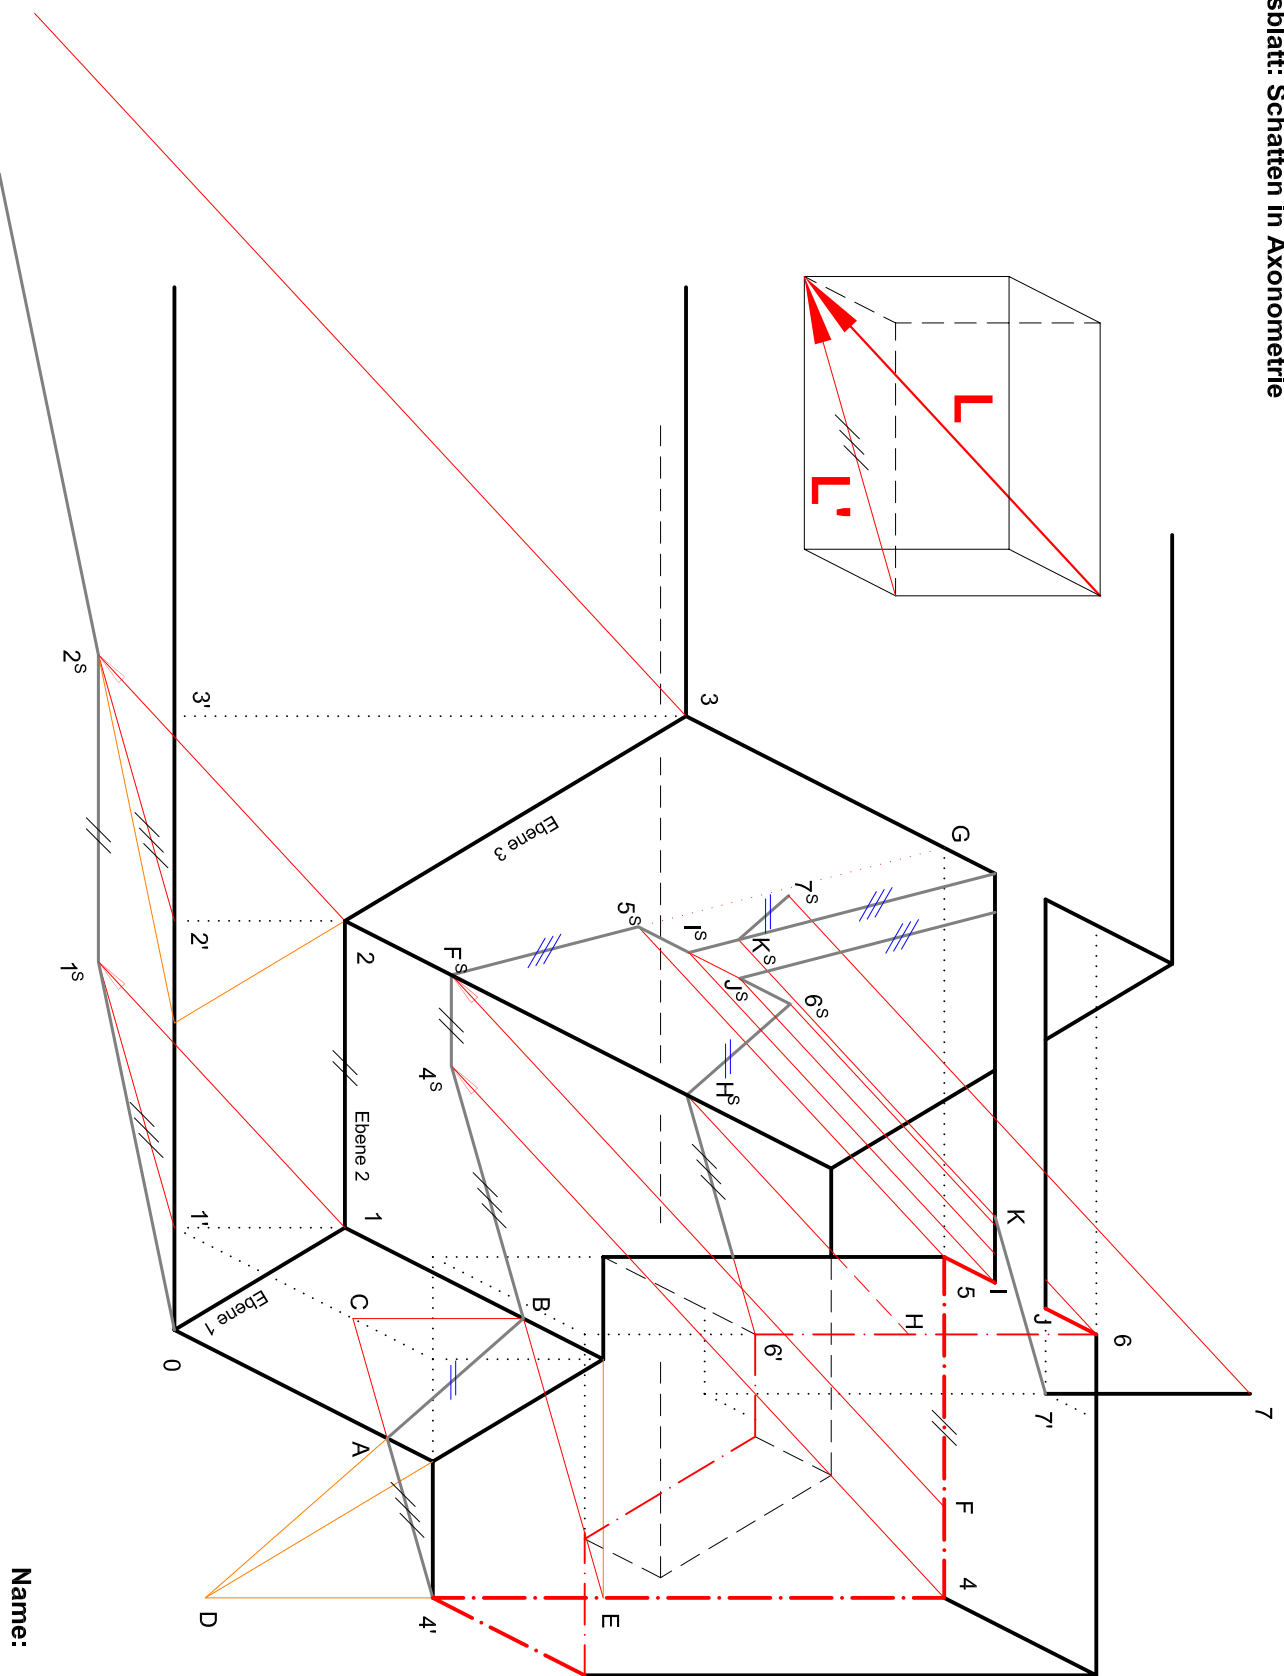 sblatt: Schatten in Axonometrie
L
L'
3
3'
2
2'
2S
1S
1
1'
0
Ebene 3
Ebene 2
Ebene 1
G
7S
5S
IS
KS
JS
6S
FS
4S
HS
K
I
5
J
6
H
6'
7'
7
F
4
E
4'
D
A
B
C
Name: